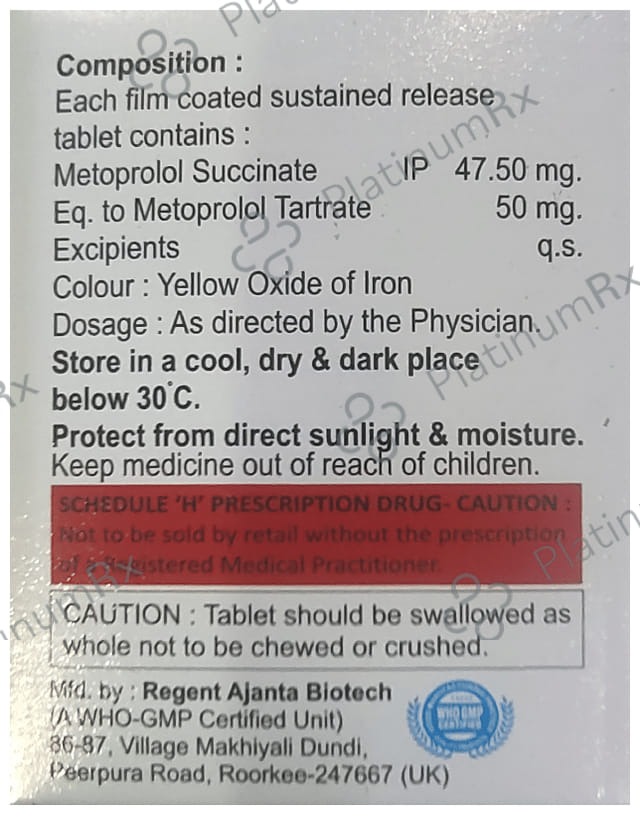 Composition :
Each film coated sustained release
tablet contains :
Metoprolol Succinate IP 47.50 mg.
Eq. to Metoprolol Tartrate 50 mg.
Excipients q.s.
Colour : Yellow Oxide of Iron
Dosage : As directed by the Physician.
Store in a cool, dry & dark place
below 30°C.
Protect from direct sunlight & moisture.
Keep medicine out of reach of children.
SCHEDULE 'H' PRESCRIPTION DRUG- CAUTION :
Not to be sold by retail without the prescription
of a Registered Medical Practitioner.
CAUTION : Tablet should be swallowed as
whole not to be chewed or crushed.
Mfd. by : Regent Ajanta Biotech
(A WHO-GMP Certified Unit)
86-87, Village Makhiyali Dundi,
Peerpura Road, Roorkee-247667 (UK)
WHO GMP
PlatinumRx
PlatinumRx